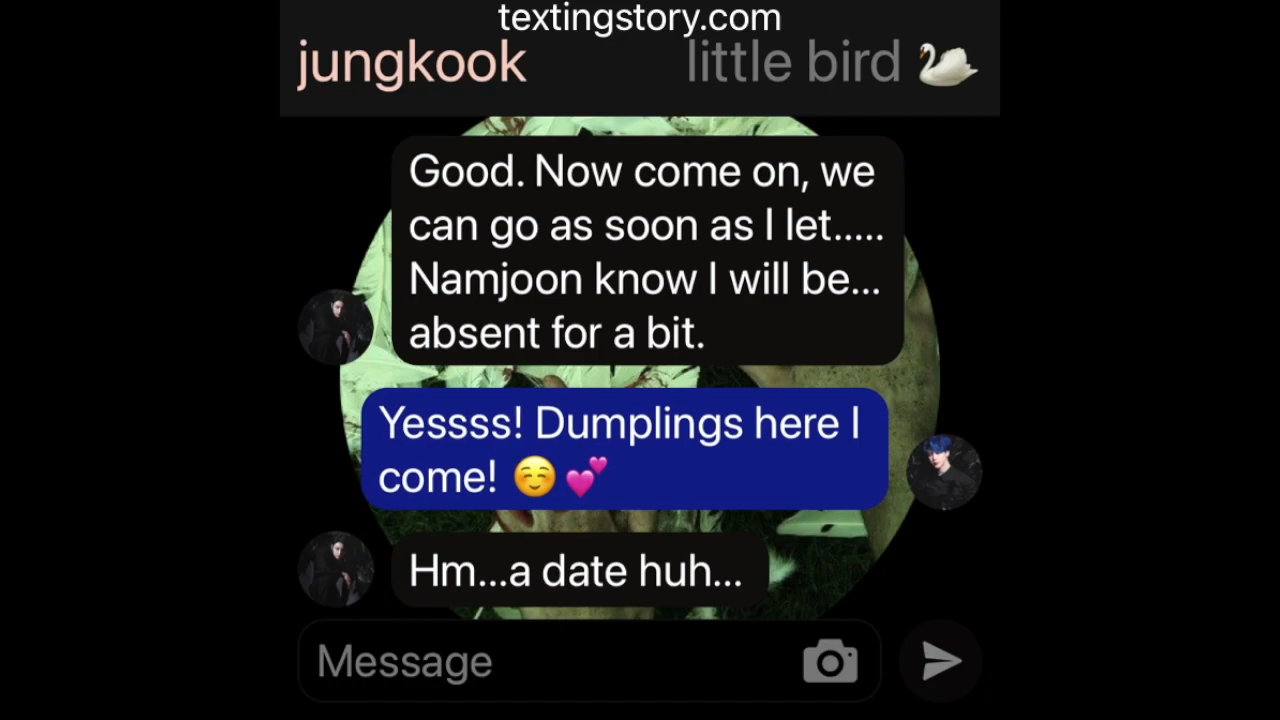 textingstory.com
jungkook little bird 🦢
Good. Now come on, we
can go as soon as I let.....
Namjoon know I will be...
absent for a bit.
Yessss! Dumplings here I
come! ☺️💕
Hm...a date huh...
Message